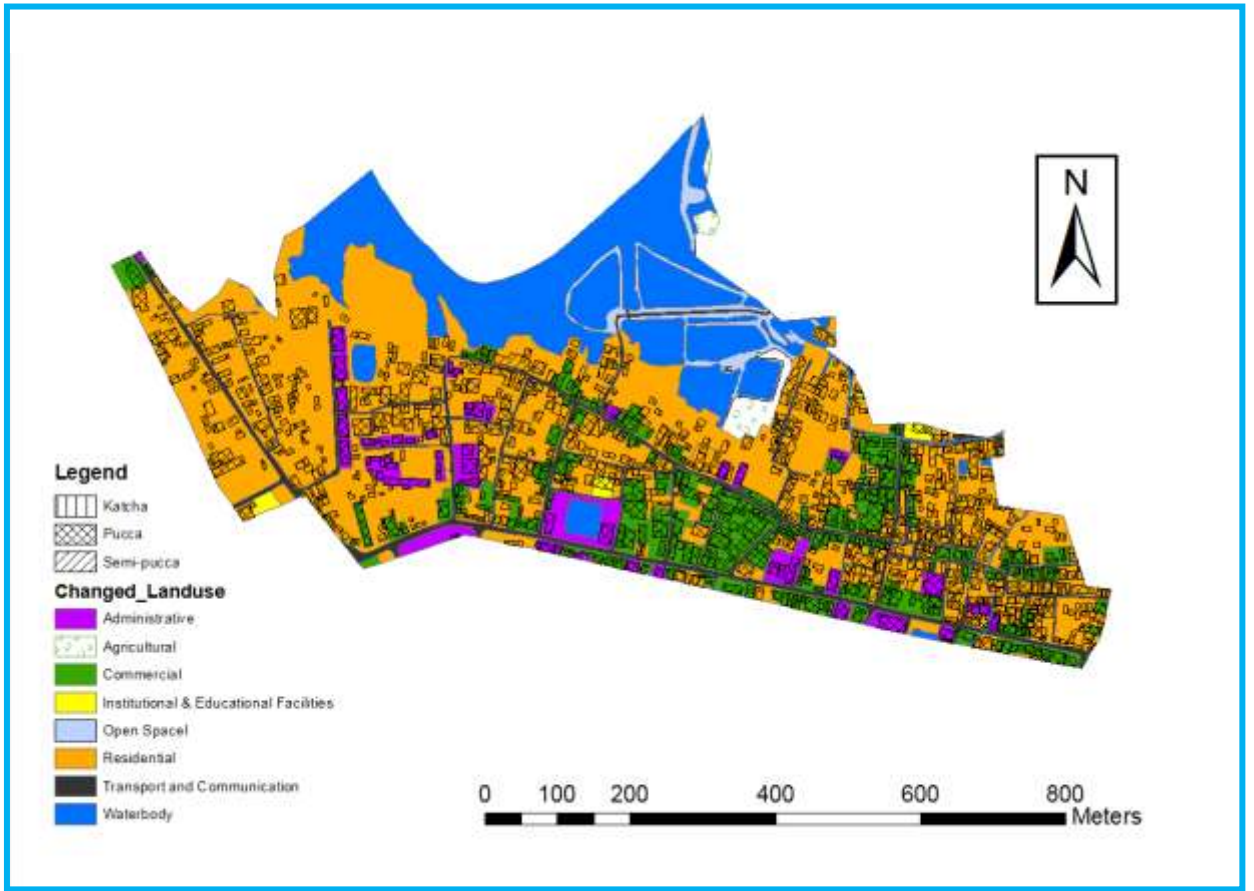 N
Legend
Katcha
Pucca
Semi-pucca
Changed_Landuse
Administrative
Agricultural
Commercial
Institutional & Educational Facilities
Open Spacel
Residential
Transport and Communication
Waterbody
0 100 200 400 600 800
Meters